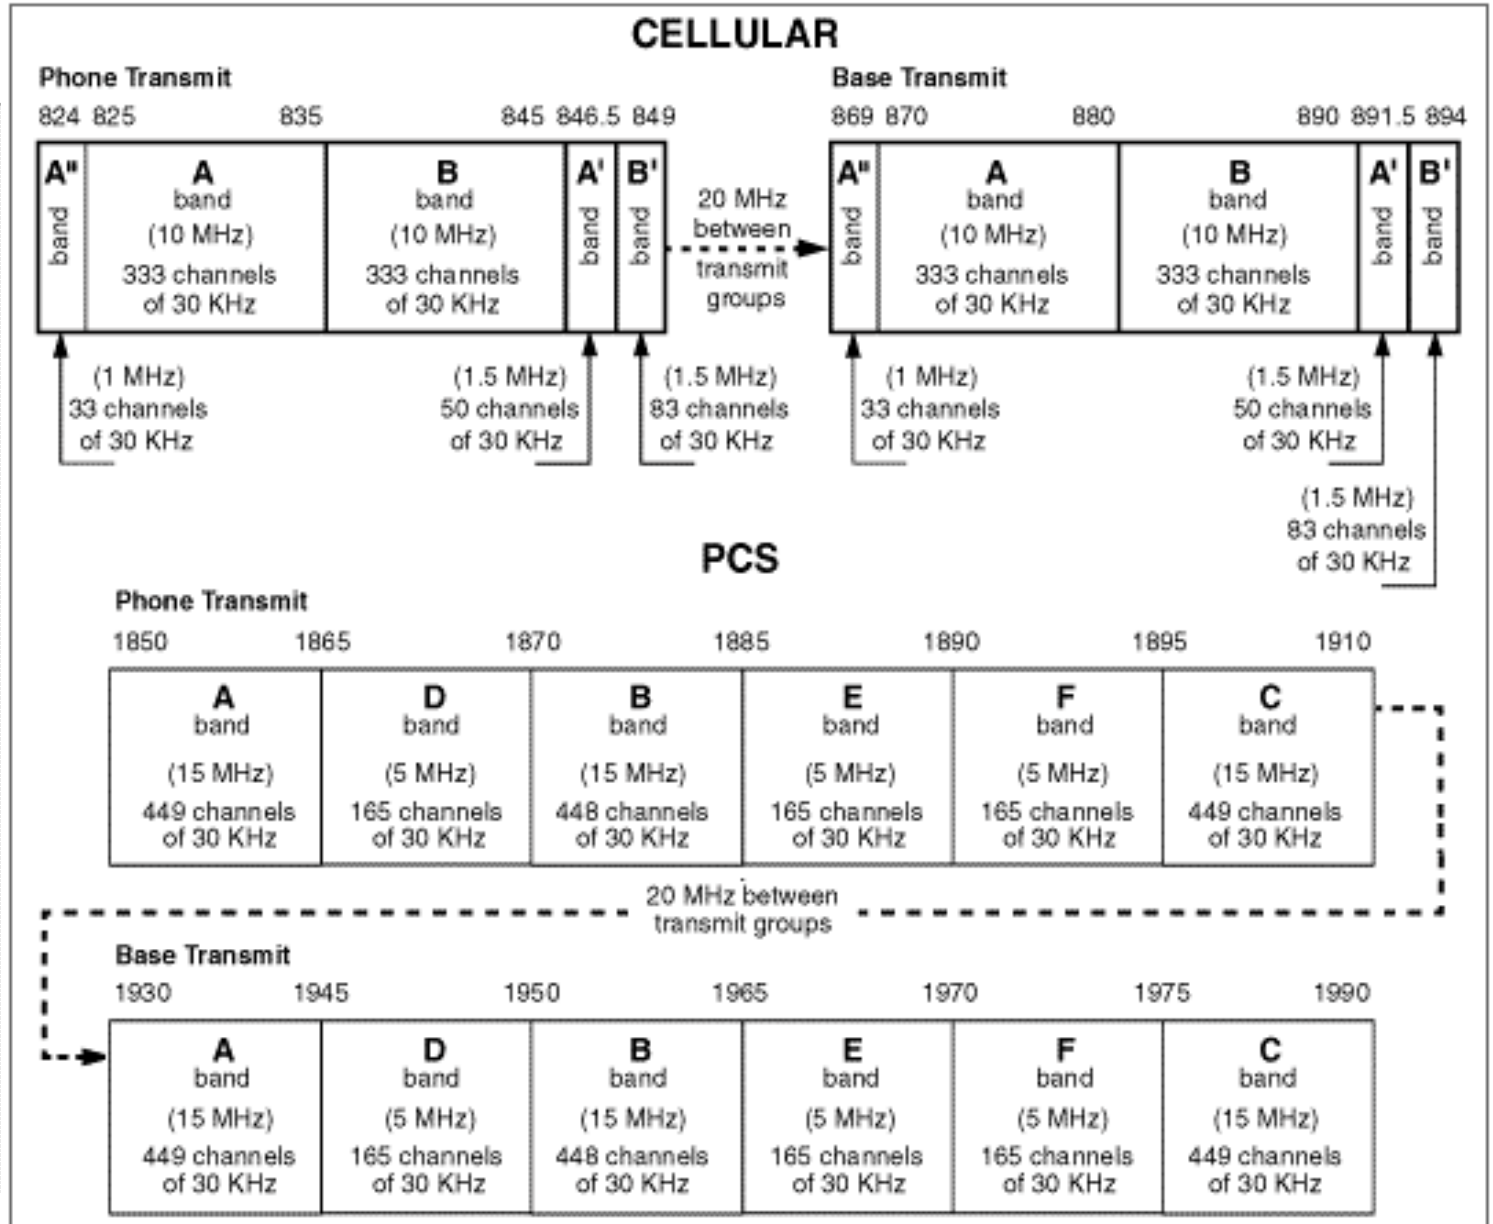 CELLULAR
Phone Transmit
824 825 835 845 846.5 849
A" A B A' B'
band band band band band
(10 MHz) (10 MHz)
333 channels 333 channels
of 30 KHz of 30 KHz
(1 MHz) (1.5 MHz) (1.5 MHz)
33 channels 50 channels 83 channels
of 30 KHz of 30 KHz of 30 KHz
20 MHz
between
transmit
groups
Base Transmit
869 870 880 890 891.5 894
A" A B A' B'
band band band band band
(10 MHz) (10 MHz)
333 channels 333 channels
of 30 KHz of 30 KHz
(1 MHz) (1.5 MHz)
33 channels 50 channels
of 30 KHz of 30 KHz
(1.5 MHz)
83 channels
of 30 KHz
PCS
Phone Transmit
1850 1865 1870 1885 1890 1895 1910
A D B E F C
band band band band band band
(15 MHz) (5 MHz) (15 MHz) (5 MHz) (5 MHz) (15 MHz)
449 channels 165 channels 448 channels 165 channels 165 channels 449 channels
of 30 KHz of 30 KHz of 30 KHz of 30 KHz of 30 KHz of 30 KHz
20 MHz between
transmit groups
Base Transmit
1930 1945 1950 1965 1970 1975 1990
A D B E F C
band band band band band band
(15 MHz) (5 MHz) (15 MHz) (5 MHz) (5 MHz) (15 MHz)
449 channels 165 channels 448 channels 165 channels 165 channels 449 channels
of 30 KHz of 30 KHz of 30 KHz of 30 KHz of 30 KHz of 30 KHz